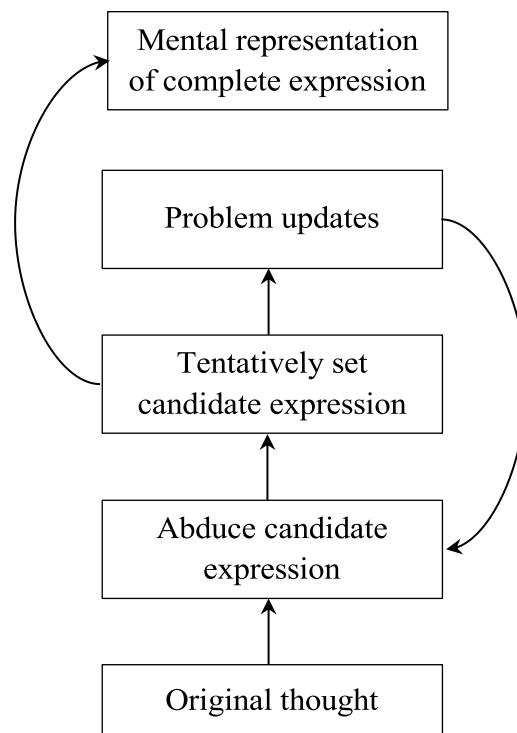 Mental representation
of complete expression
Problem updates
Tentatively set
candidate expression
Abduce candidate
expression
Original thought